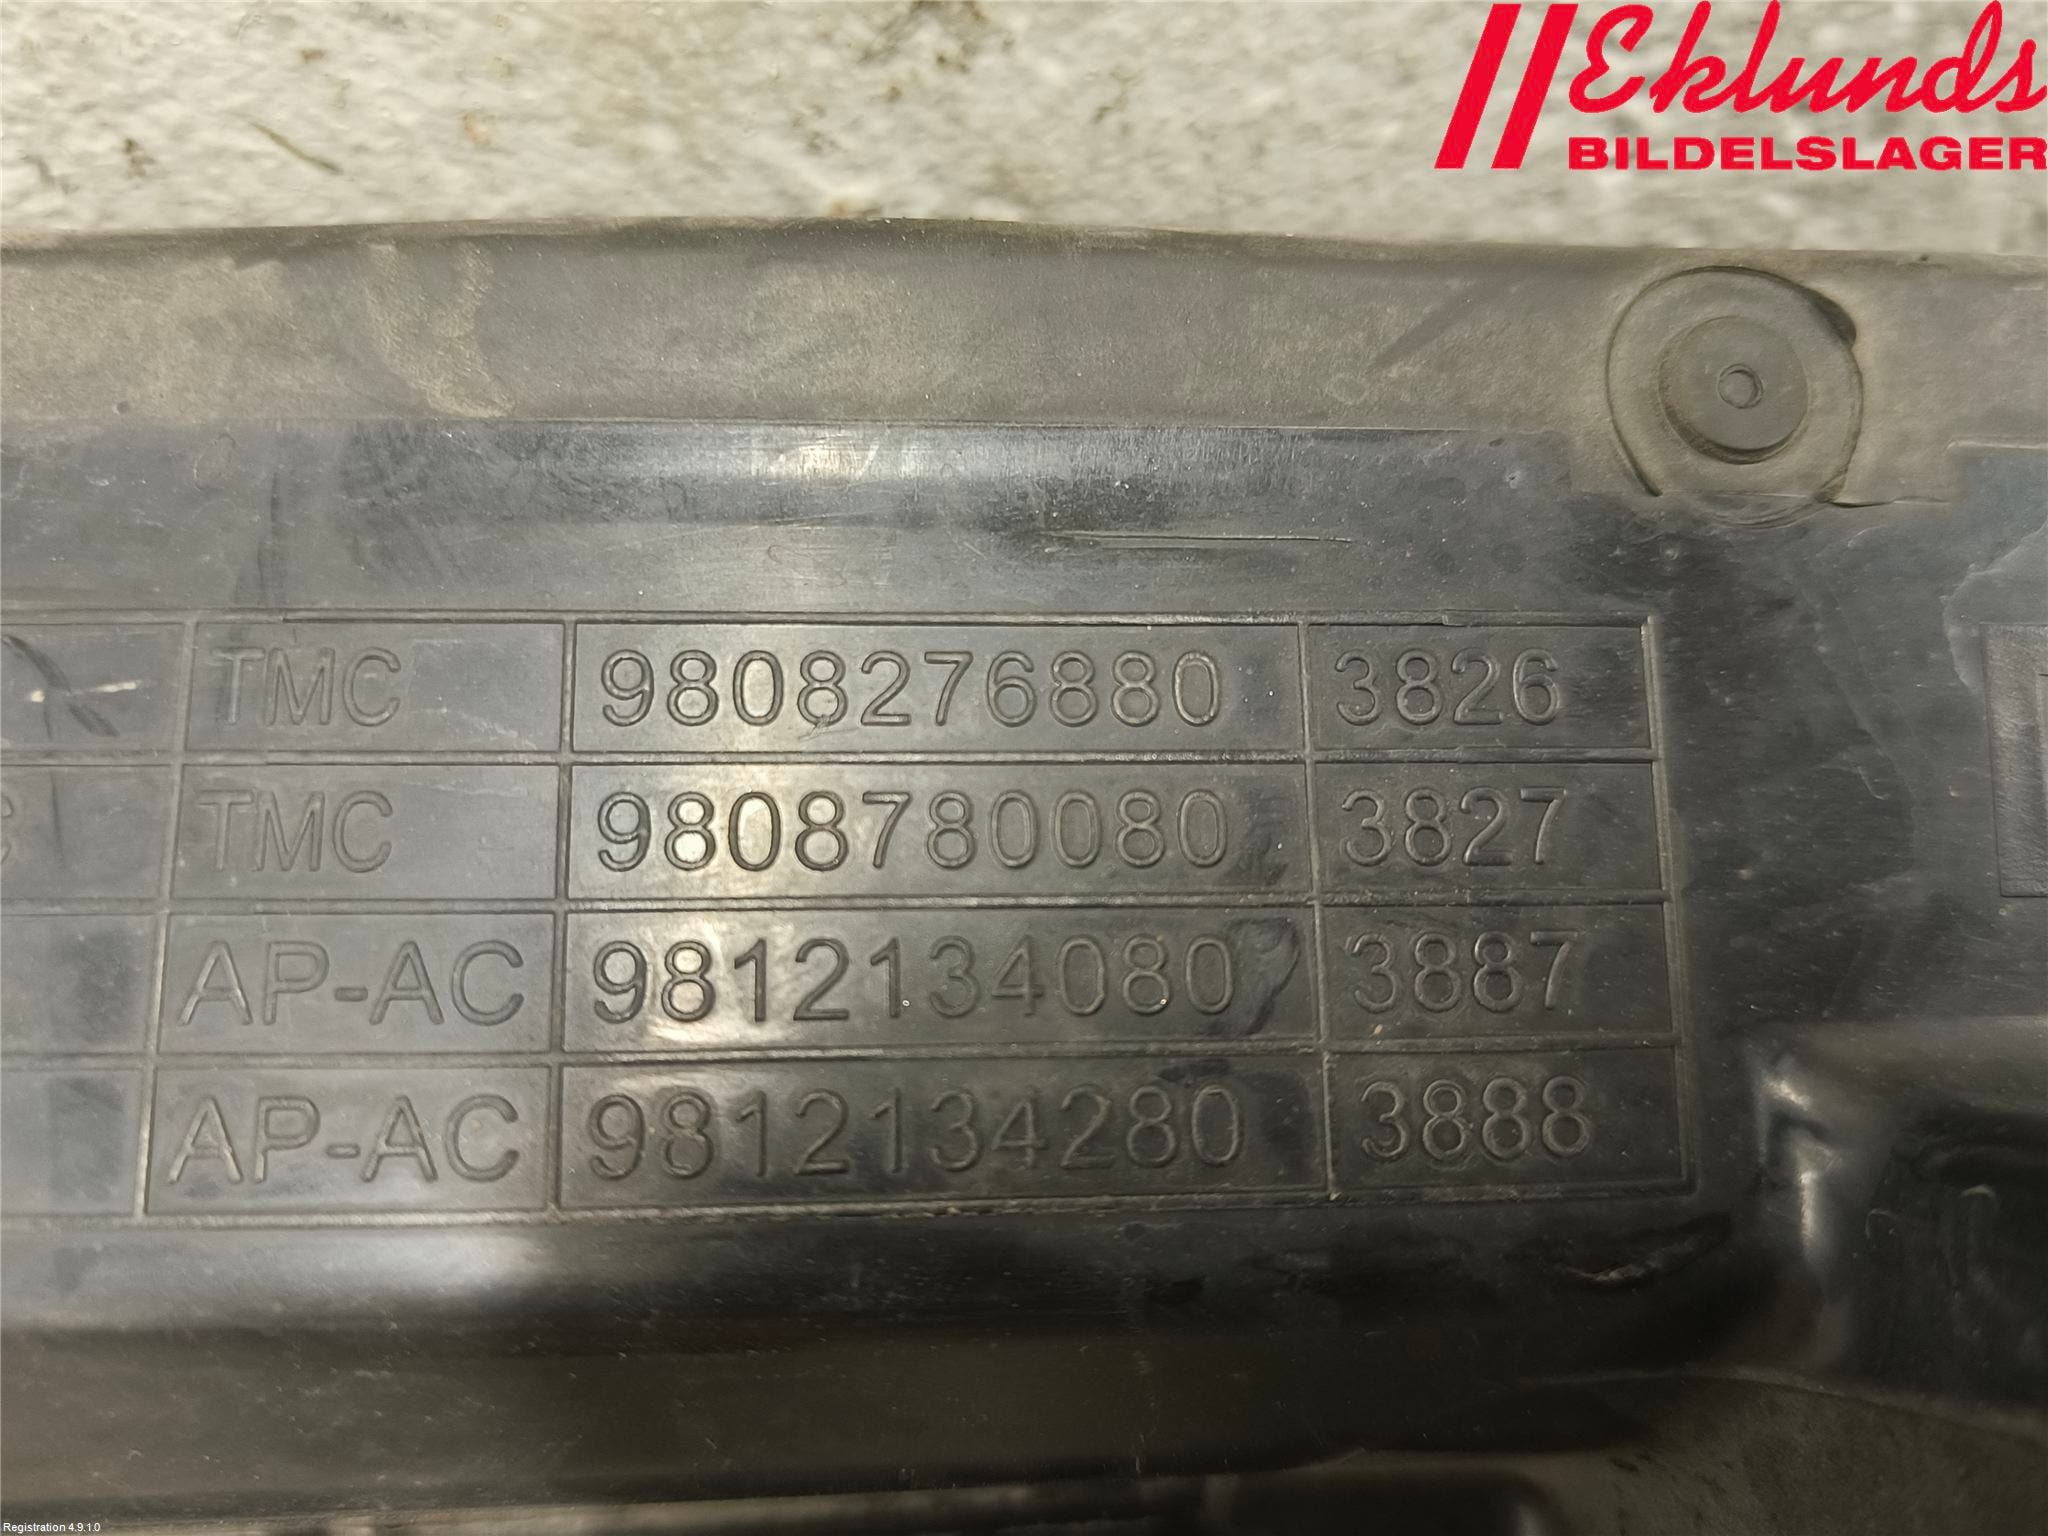 Eklunds
BILDELSLAGER
TMC 9808276880 3826
TMC 9808780080 3827
AP-AC 9812134080 3887
AP-AC 9812134280 3888
Registration 4.9.1.0